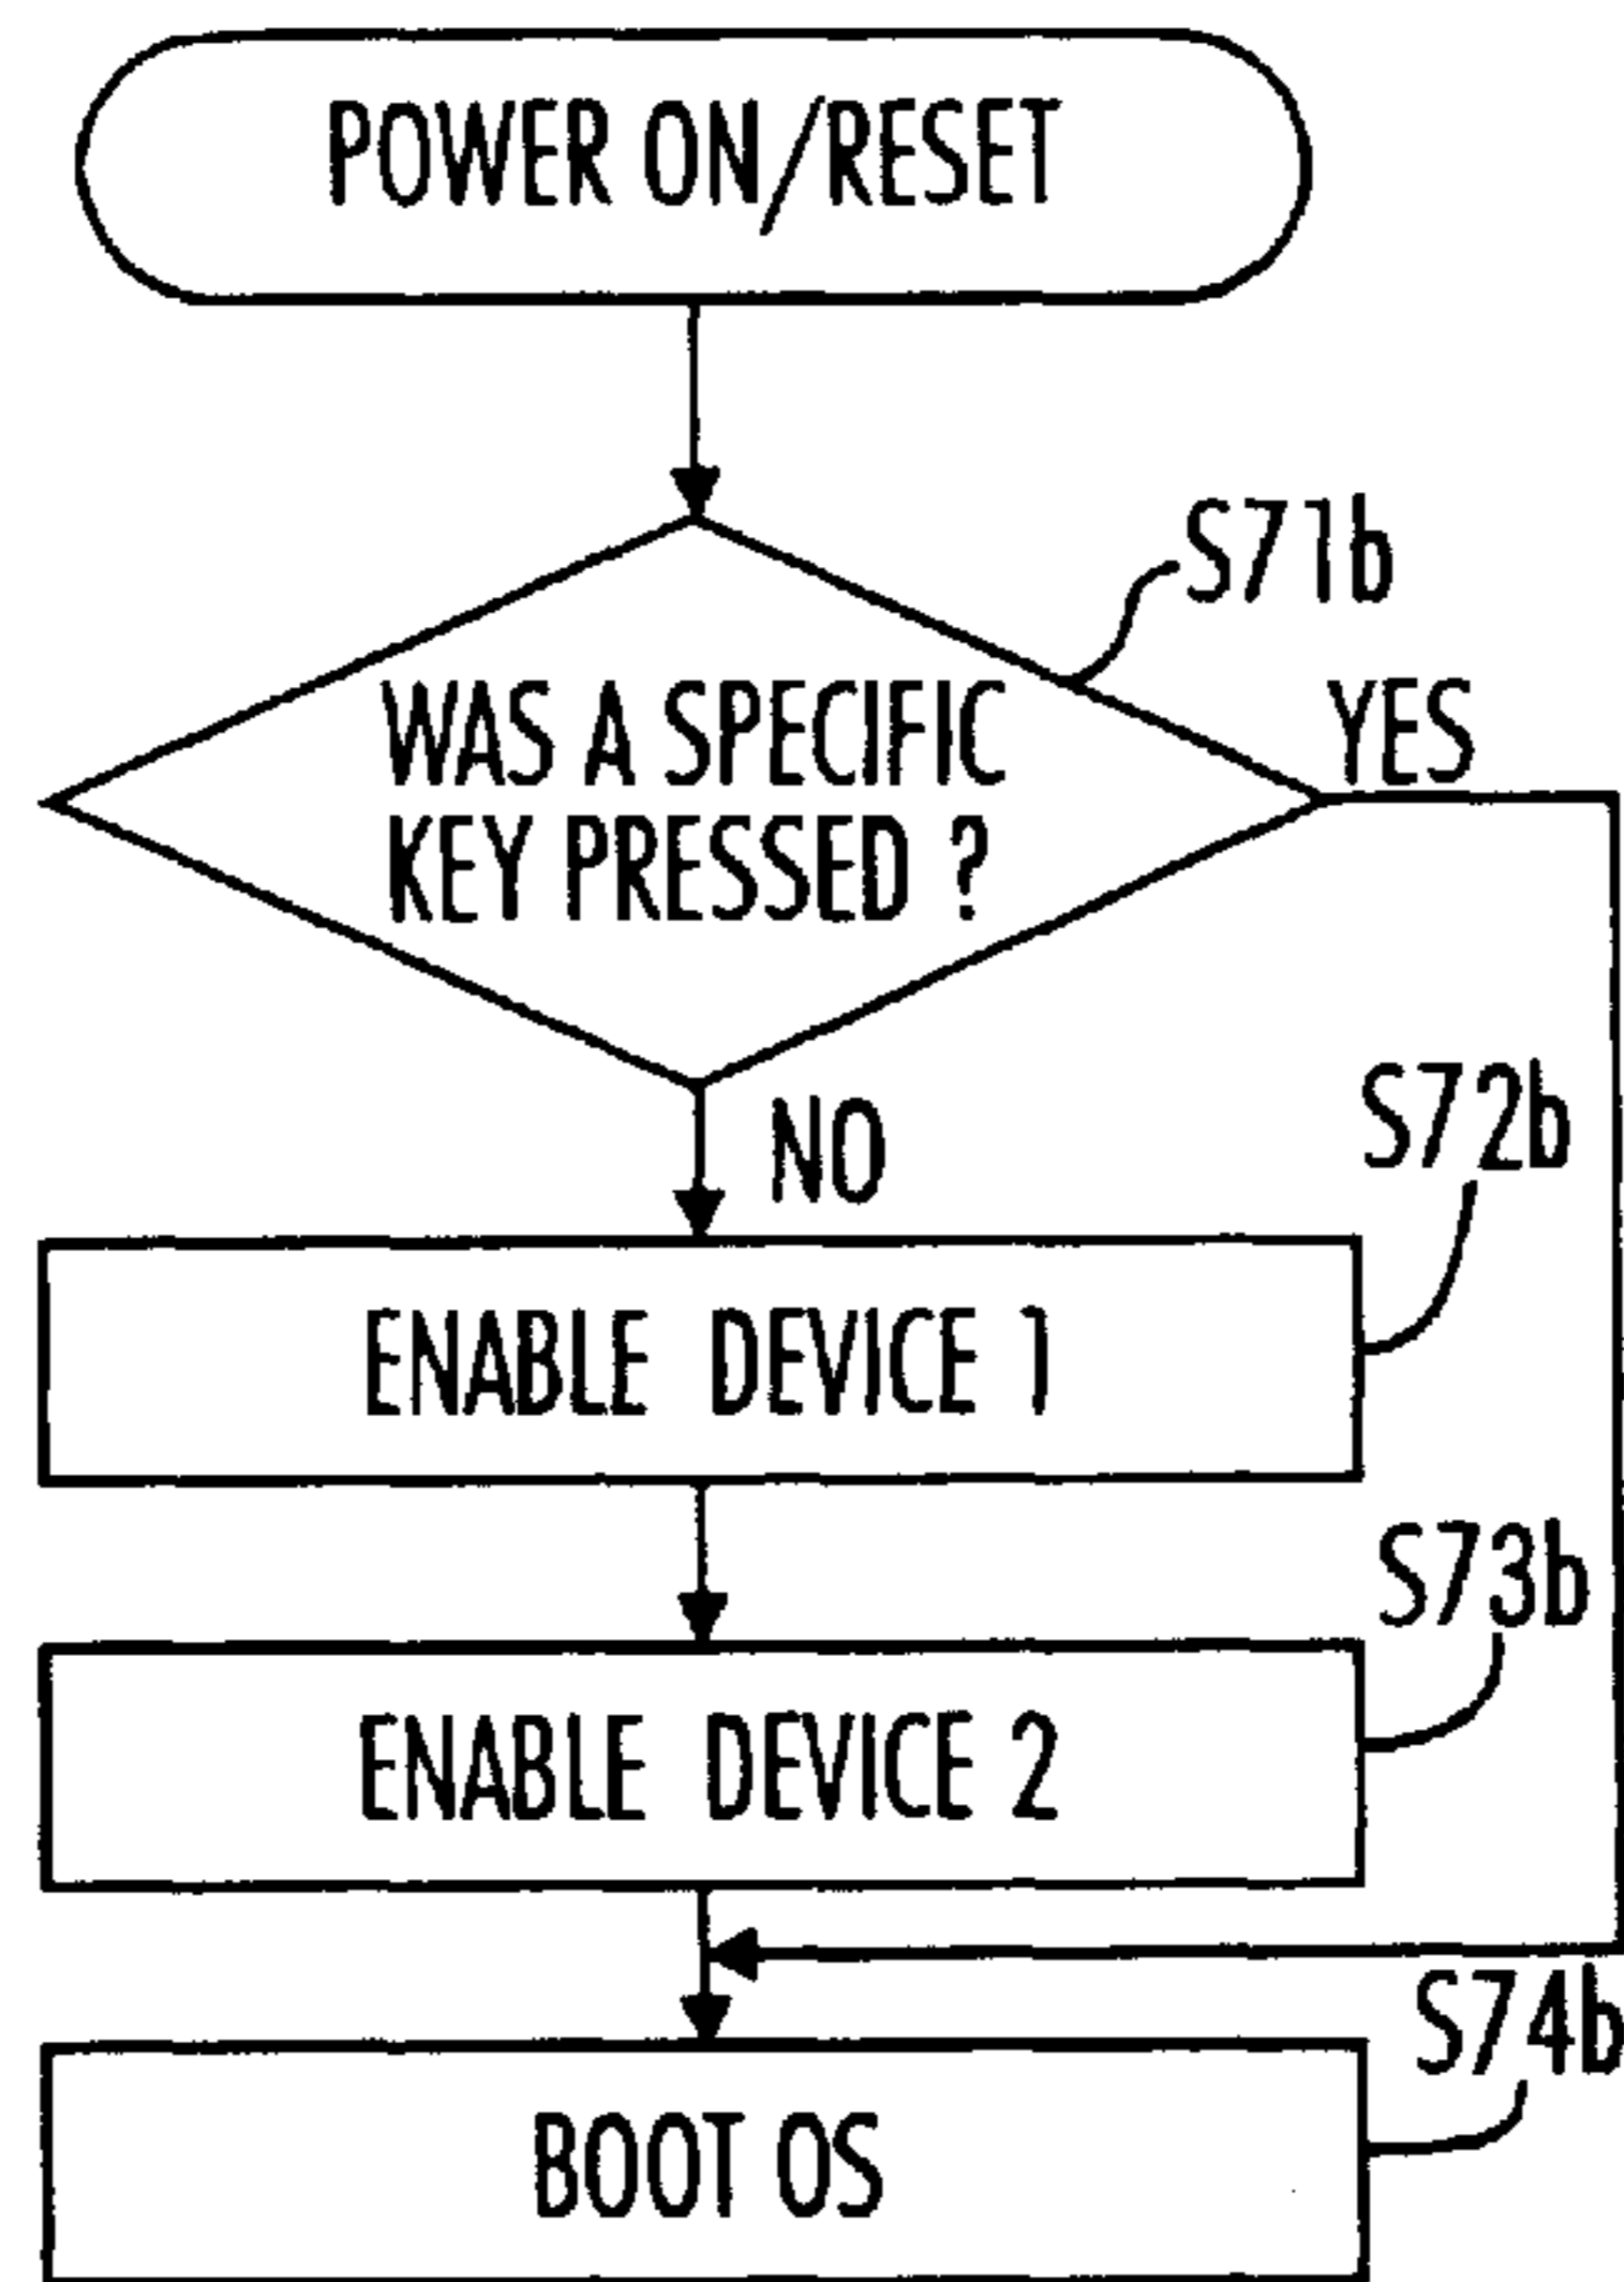 POWER ON/RESET
S71b
WAS A SPECIFIC
KEY PRESSED ?
YES
NO
S72b
ENABLE DEVICE 1
S73b
ENABLE DEVICE 2
S74b
BOOT OS